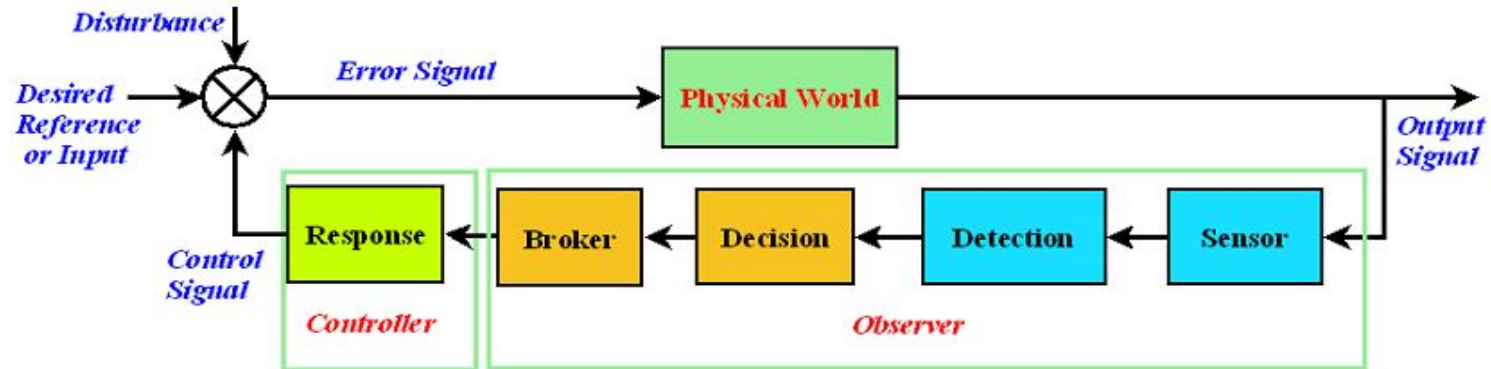 Disturbance
Error Signal
Desired
Reference
or Input
Physical World
Output
Signal
Response
Broker
Decision
Detection
Sensor
Control
Signal
Controller
Observer